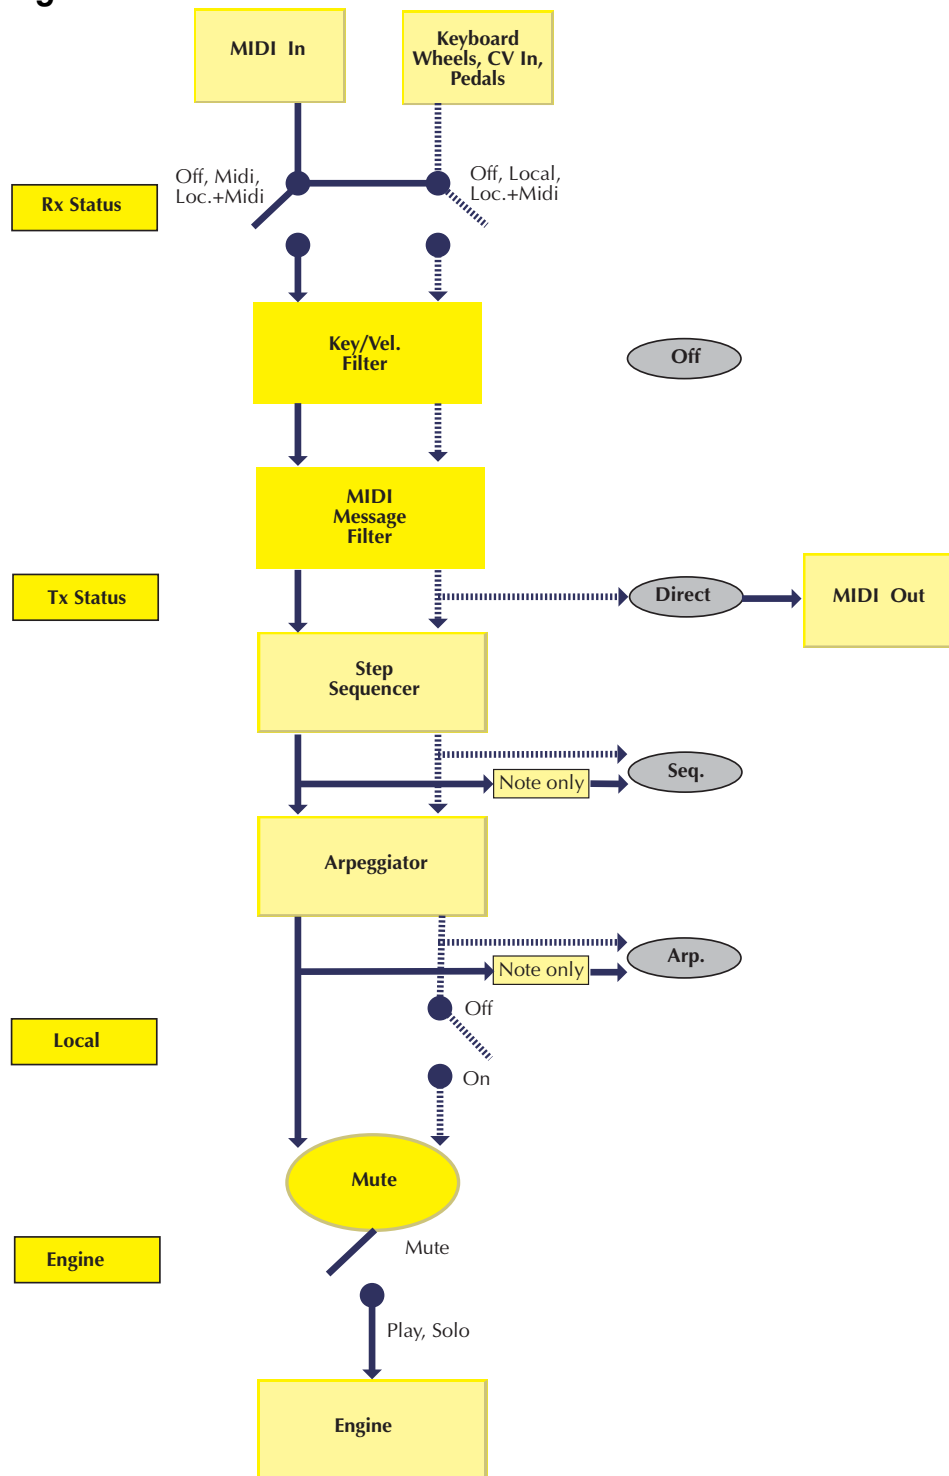 MIDI In
Keyboard
Wheels, CV In,
Pedals
Off, Midi,
Loc.+Midi
Off, Local,
Loc.+Midi
Rx Status
Key/Vel.
Filter
Off
MIDI
Message
Filter
Tx Status
Direct
MIDI Out
Step
Sequencer
Seq.
Note only
Arpeggiator
Arp.
Note only
Off
Local
On
Mute
Mute
Engine
Play, Solo
Engine